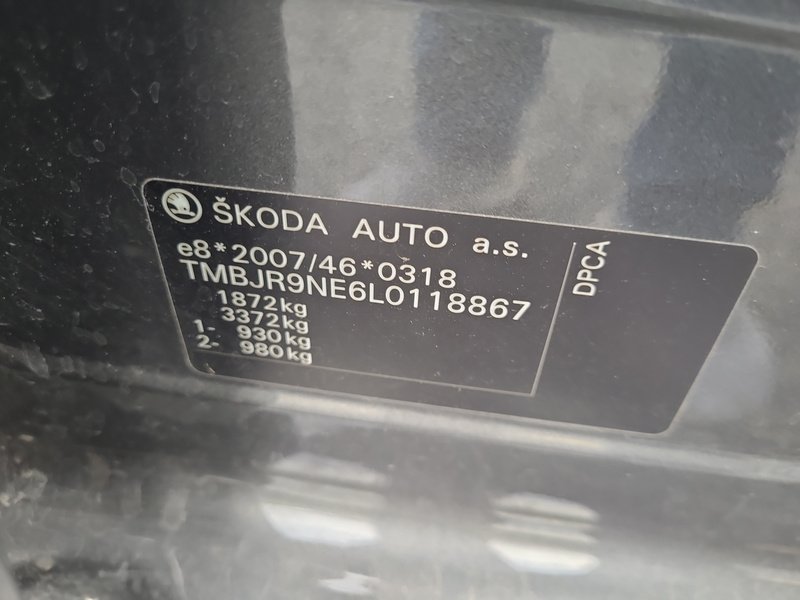 ŠKODA AUTO a.s.
e8*2007/46*0318
TMBJR9NE6L0118867
1872kg
3372kg
1- 930kg
2- 980kg
DPCA